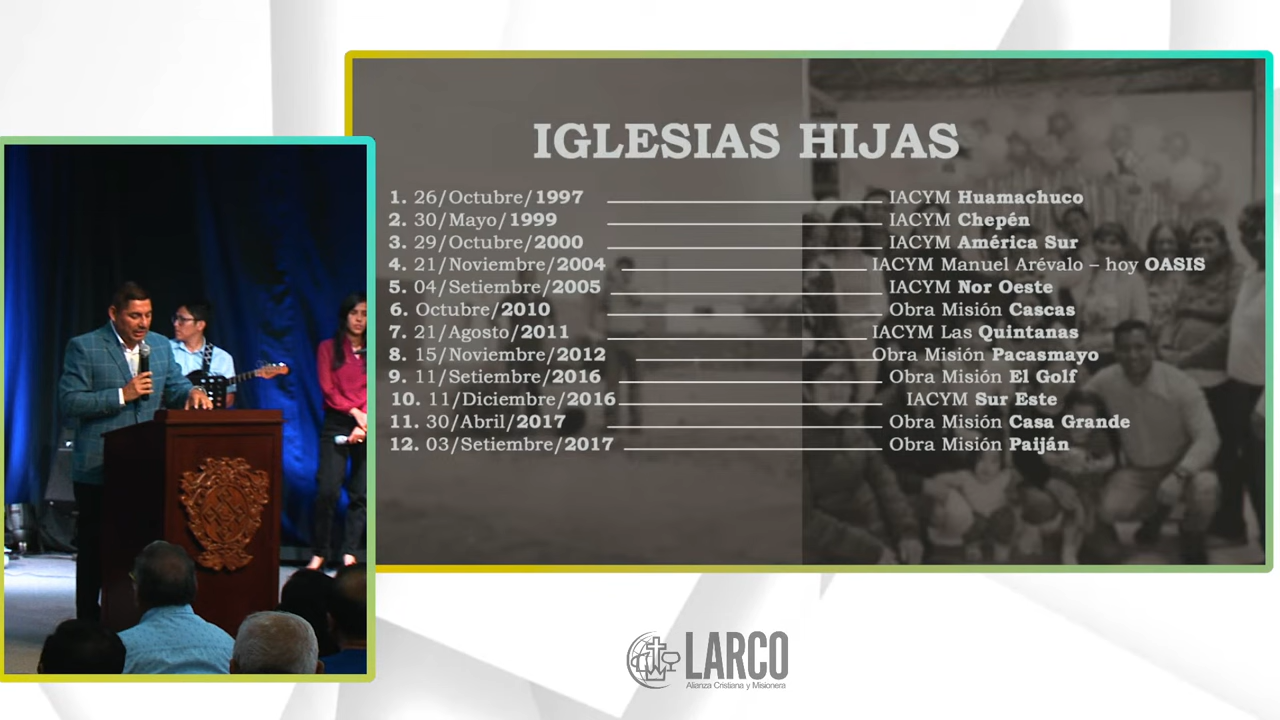 IGLESIAS HIJAS
1. 26/Octubre/1997 IACYM Huamachuco
2. 30/Mayo/1999 IACYM Chepén
3. 29/Octubre/2000 IACYM América Sur
4. 21/Noviembre/2004 IACYM Manuel Arévalo – hoy OASIS
5. 04/Setiembre/2005 IACYM Nor Oeste
6. Octubre/2010 Obra Misión Cascas
7. 21/Agosto/2011 IACYM Las Quintanas
8. 15/Noviembre/2012 Obra Misión Pacasmayo
9. 11/Setiembre/2016 Obra Misión El Golf
10. 11/Diciembre/2016 IACYM Sur Este
11. 30/Abril/2017 Obra Misión Casa Grande
12. 03/Setiembre/2017 Obra Misión Paiján
LARCO
Alianza Cristiana y Misionera